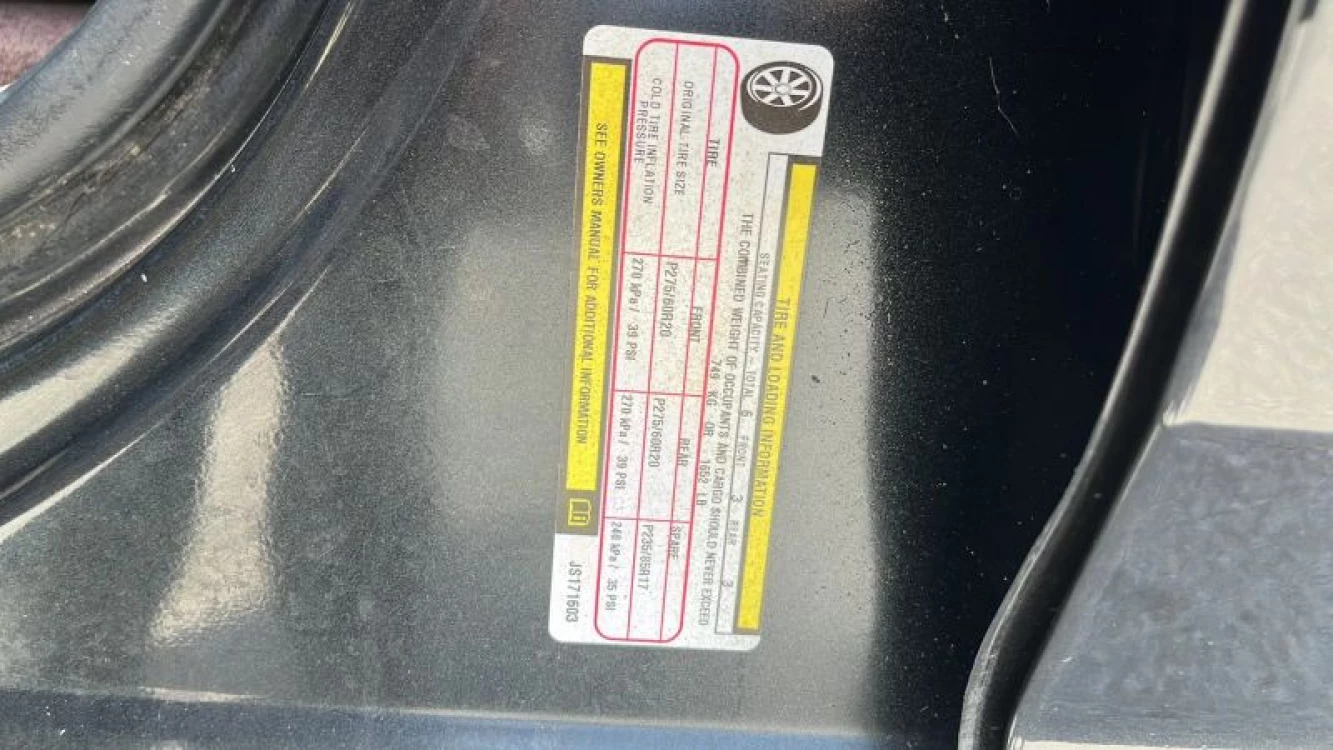 TIRE AND LOADING INFORMATION
SEATING CAPACITY – TOTAL 6 FRONT 3 REAR 3
THE COMBINED WEIGHT OF OCCUPANTS AND CARGO SHOULD NEVER EXCEED
749 KG OR 1652 LB
TIRE FRONT REAR SPARE
ORIGINAL TIRE SIZE P275/60R20 P275/60R20 P235/85R17
COLD TIRE INFLATION
PRESSURE 270 kPa / 39 PSI 270 kPa / 39 PSI 240 kPa / 35 PSI
SEE OWNERS MANUAL FOR ADDITIONAL INFORMATION
JS171603